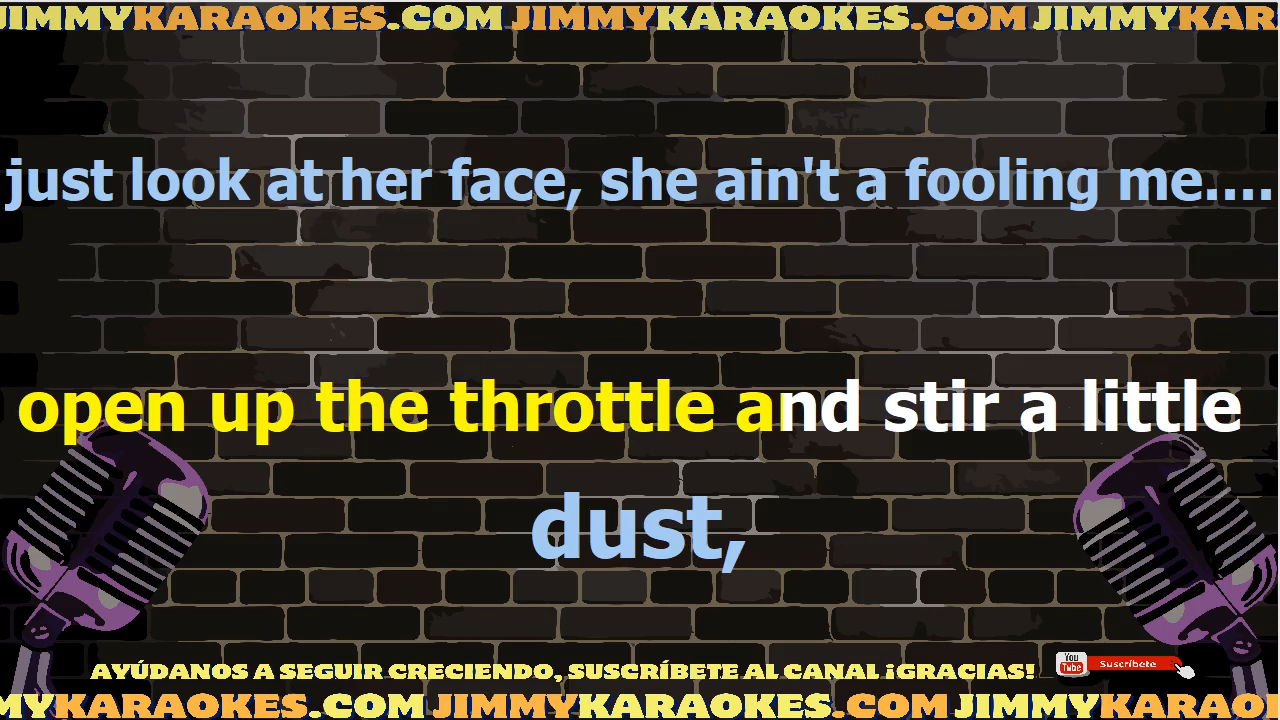 JIMMYKARAOKES.COM JIMMYKARAOKES.COM JIMMYKAR
just look at her face, she ain't a fooling me....
open up the throttle and stir a little
dust,
AYÚDANOS A SEGUIR CRECIENDO, SUSCRÍBETE AL CANAL ¡GRACIAS! You Tube Suscríbete
MYKARAOKES.COM JIMMYKARAOKES.COM JIMMYKARAO